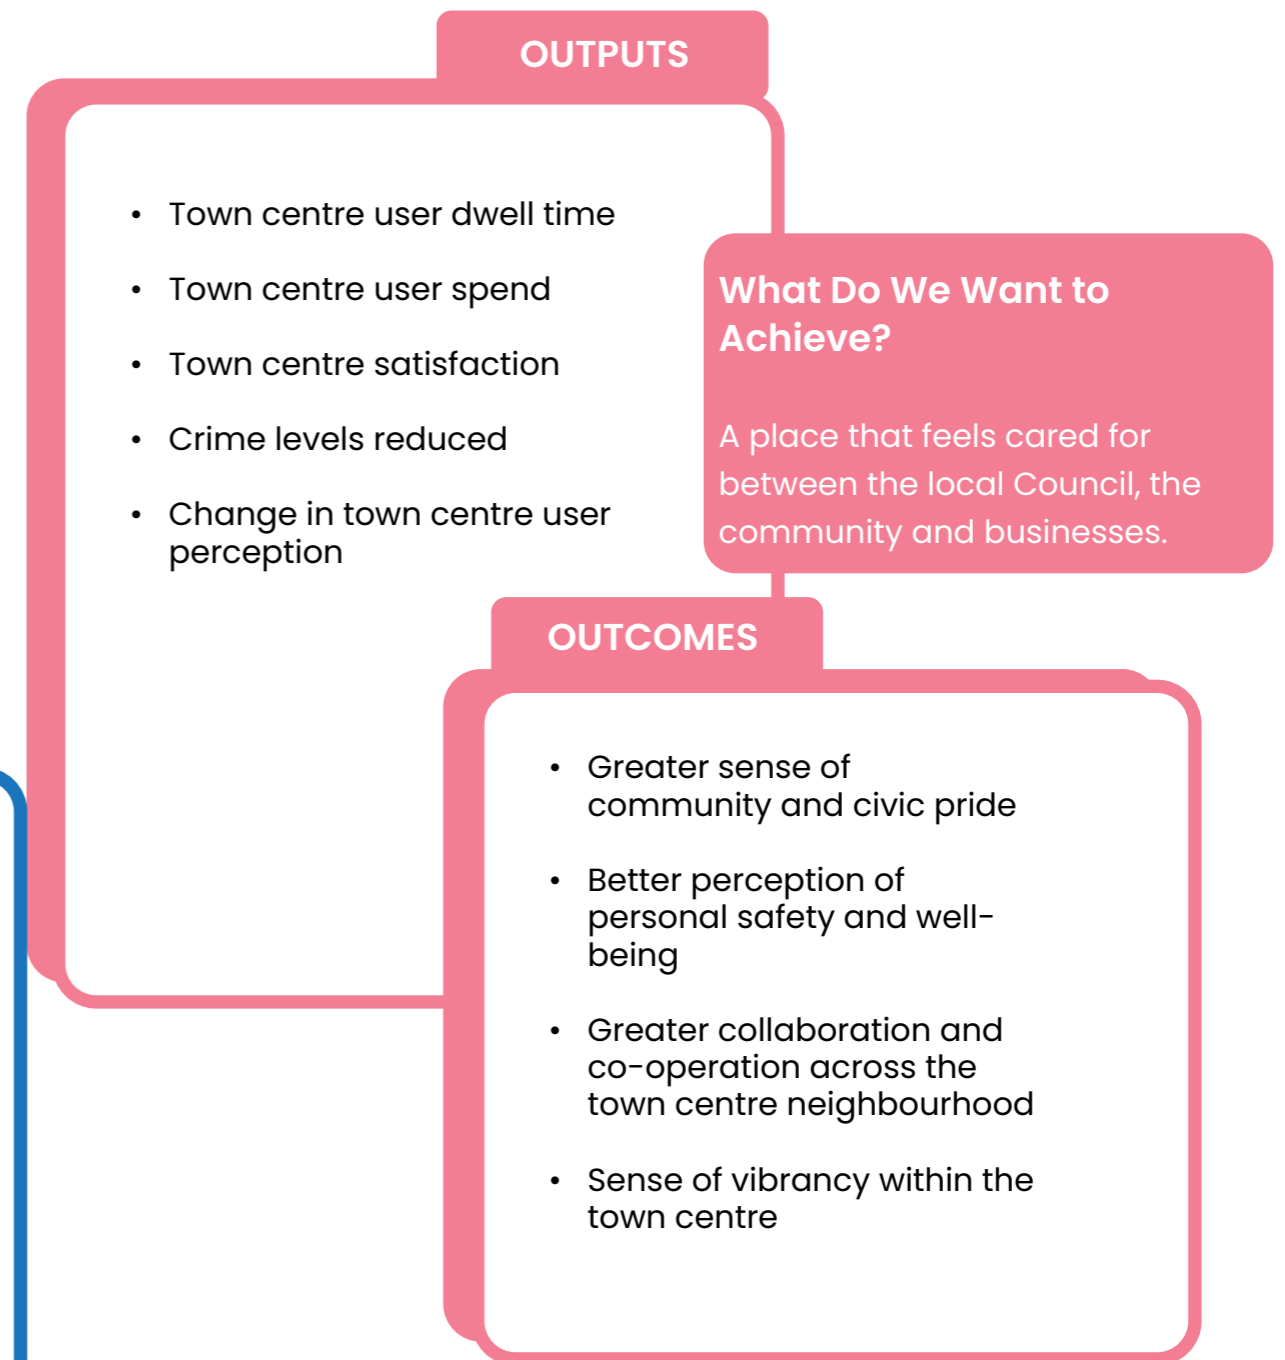 OUTPUTS
• Town centre user dwell time
• Town centre user spend
• Town centre satisfaction
• Crime levels reduced
• Change in town centre user
perception
What Do We Want to
Achieve?
A place that feels cared for
between the local Council, the
community and businesses.
OUTCOMES
• Greater sense of
community and civic pride
• Better perception of
personal safety and well-
being
• Greater collaboration and
co-operation across the
town centre neighbourhood
• Sense of vibrancy within the
town centre